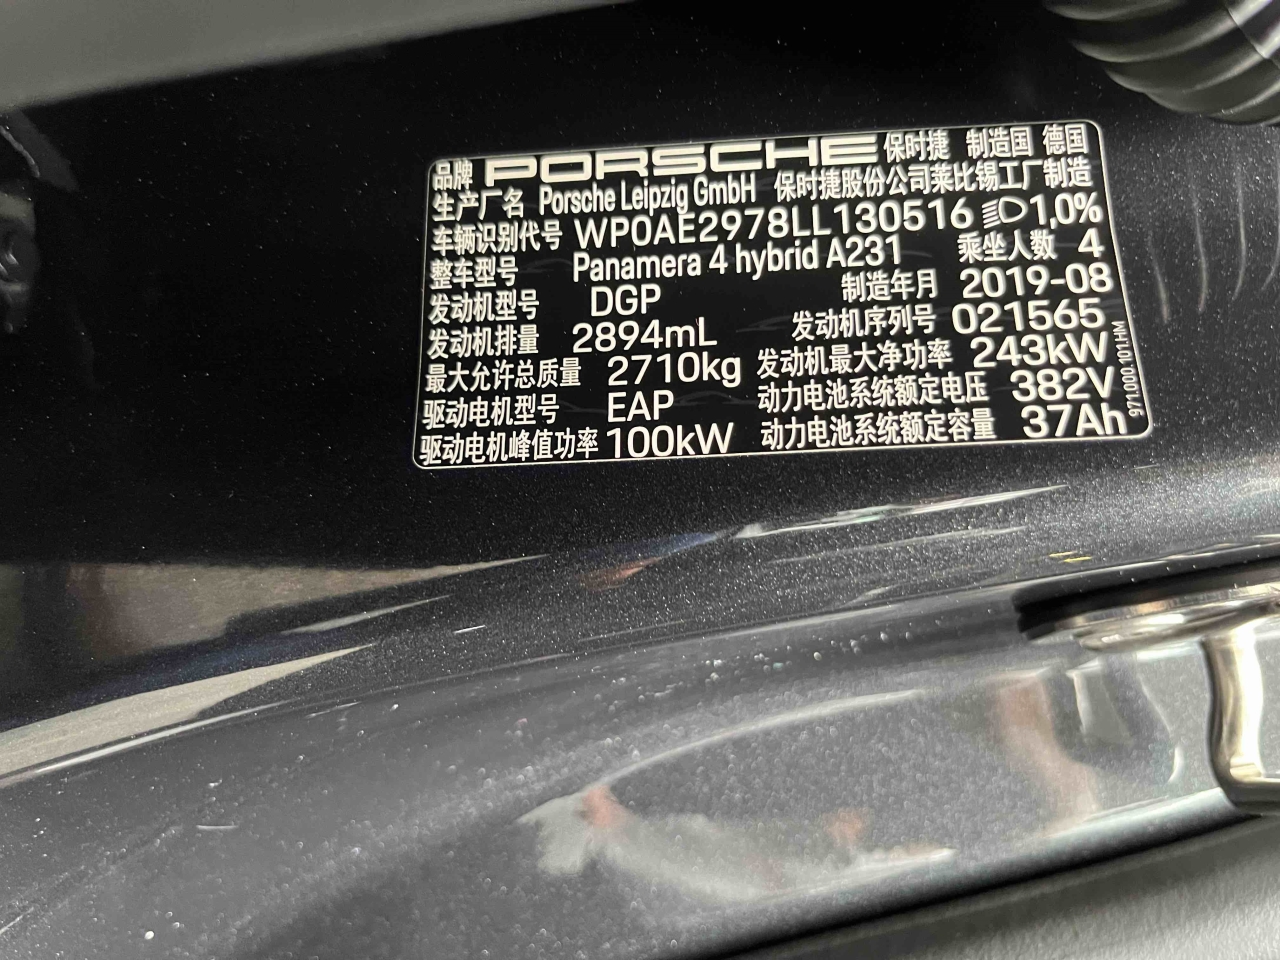 品牌 PORSCHE 保时捷 制造国 德国
生产厂名 Porsche Leipzig GmbH 保时捷股份公司莱比锡工厂制造
车辆识别代号 WP0AE2978LL130516 1,0%
整车型号 Panamera 4 hybrid A231 乘坐人数 4
发动机型号 DGP 制造年月 2019-08
发动机排量 2894mL 发动机序列号 021565
最大允许总质量 2710kg 发动机最大净功率 243kW
驱动电机型号 EAP 动力电池系统额定电压 382V
驱动电机峰值功率 100kW 动力电池系统额定容量 37Ah
971.000.101.HM